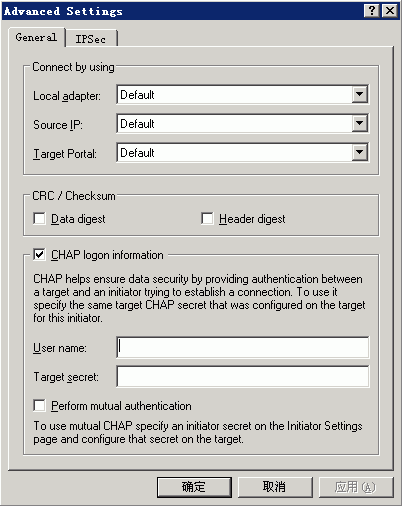 Advanced Settings
General IPSec
Connect by using
Local adapter: Default
Source IP: Default
Target Portal: Default
CRC / Checksum
Data digest Header digest
CHAP logon information
CHAP helps ensure data security by providing authentication between
a target and an initiator trying to establish a connection. To use it
specify the same target CHAP secret that was configured on the target
for this initiator.
User name:
Target secret:
Perform mutual authentication
To use mutual CHAP specify an initiator secret on the Initiator Settings
page and configure that secret on the target.
确定 取消 应用(A)